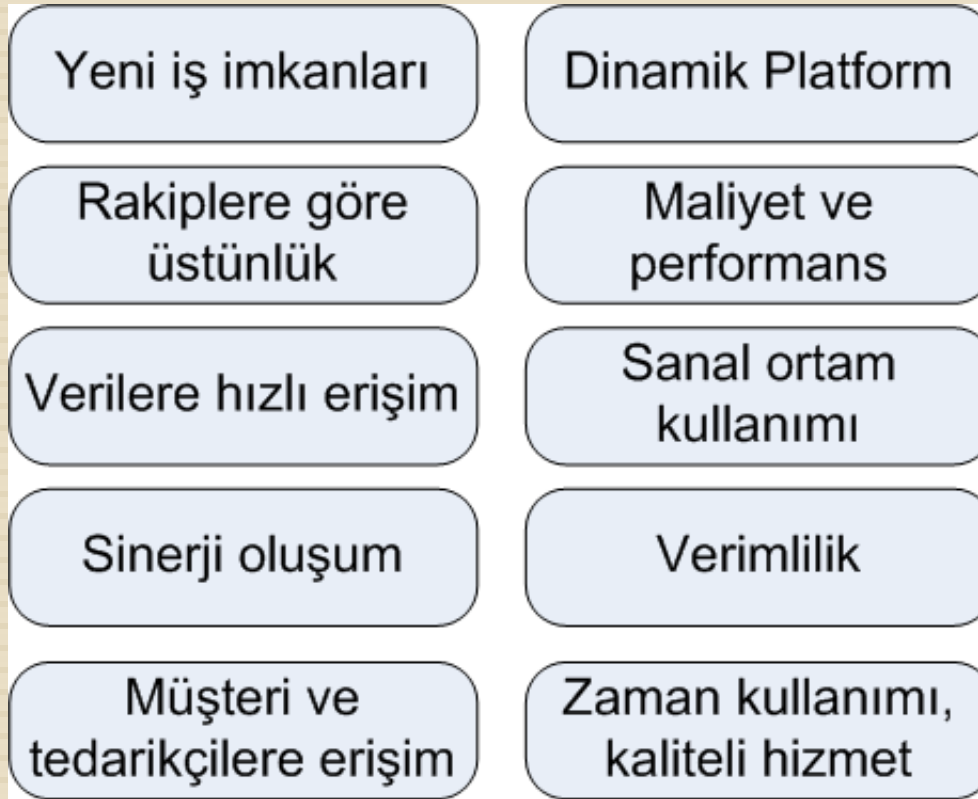 Yeni iş imkanları
Dinamik Platform
Rakiplere göre
üstünlük
Maliyet ve
performans
Verilere hızlı erişim
Sanal ortam
kullanımı
Sinerji oluşum
Verimlilik
Müşteri ve
tedarikçilere erişim
Zaman kullanımı,
kaliteli hizmet